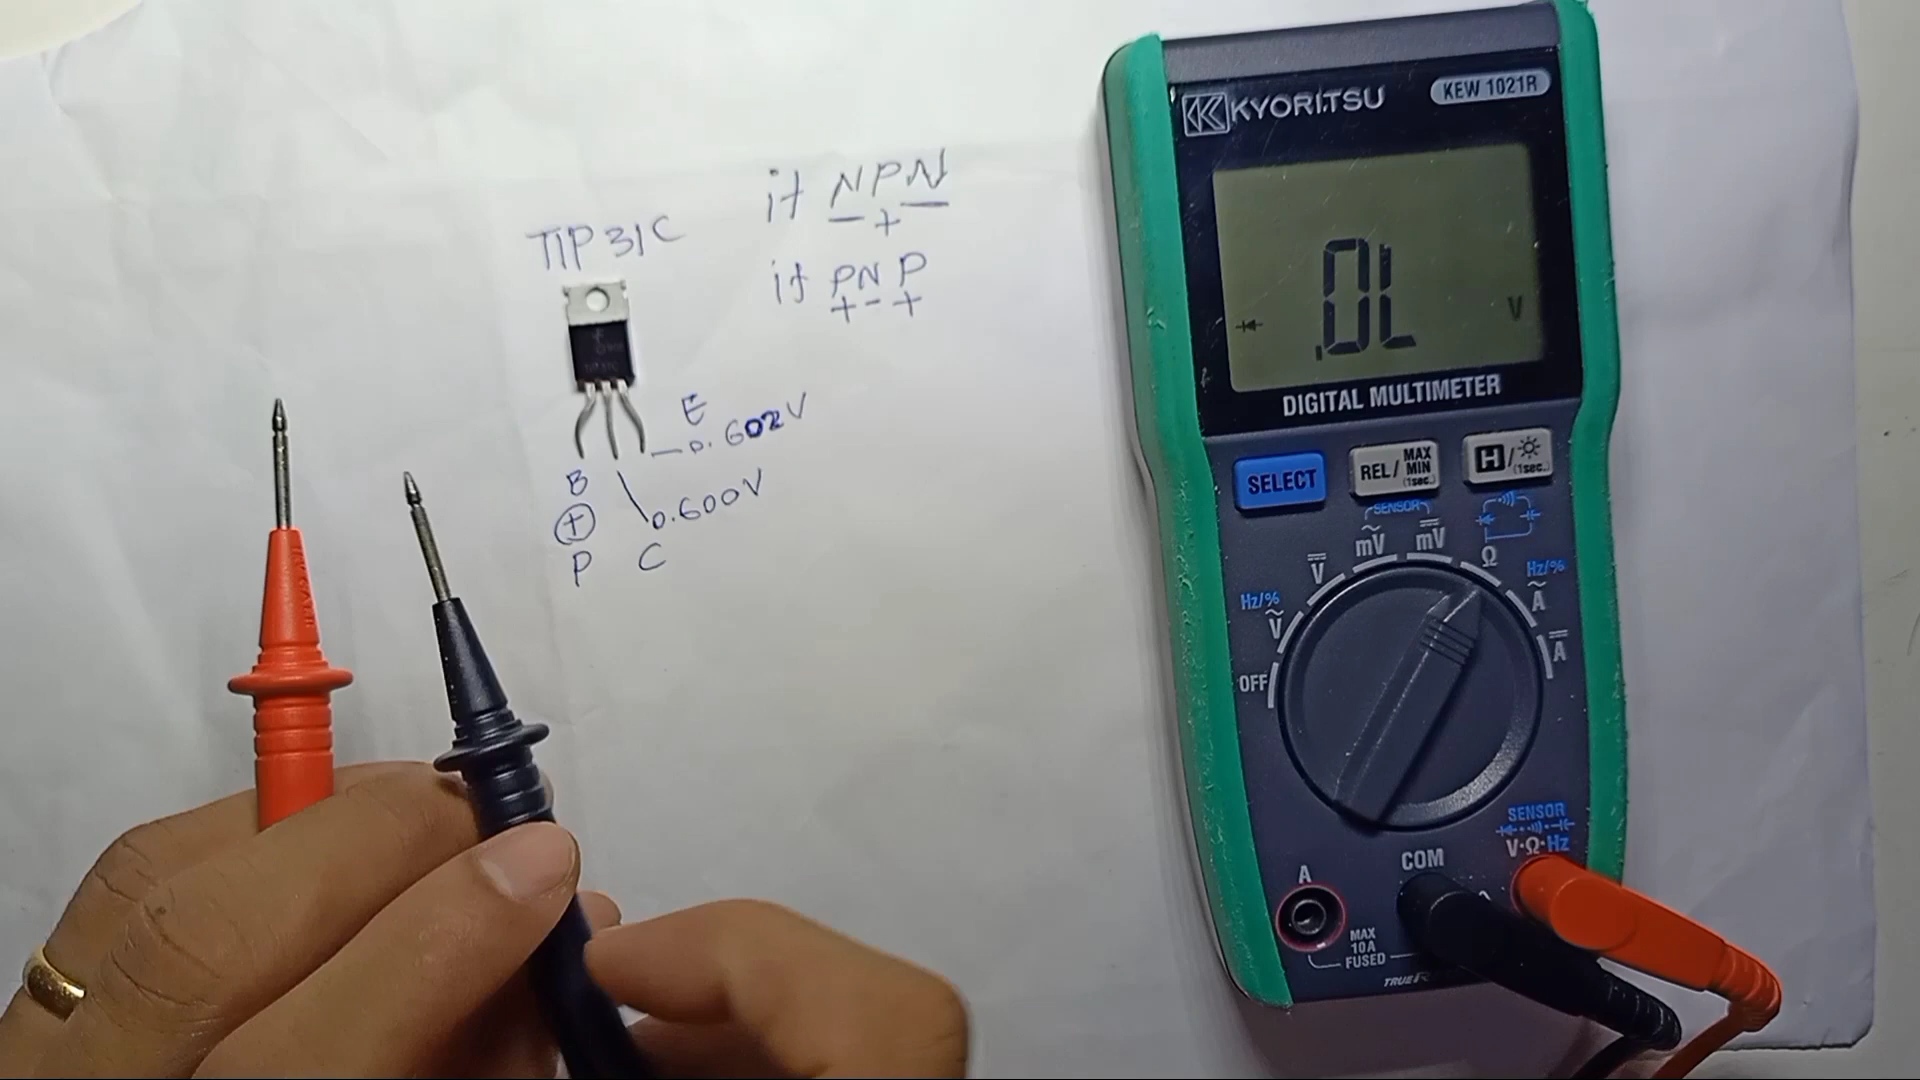 it NPN
- + -
TIP31C
if PNP
+ - +
E
0.602V
B
0.600V
+
P C
KYORITSU
KEW 1021R
.OL
V
DIGITAL MULTIMETER
SELECT
REL/ MAX MIN (1sec.)
H/ (1sec.)
SENSOR
mV mV
V
Ω
Hz/%
A
Hz/%
V
A
OFF
SENSOR
V·Ω·Hz
COM
A
MAX
10A
FUSED